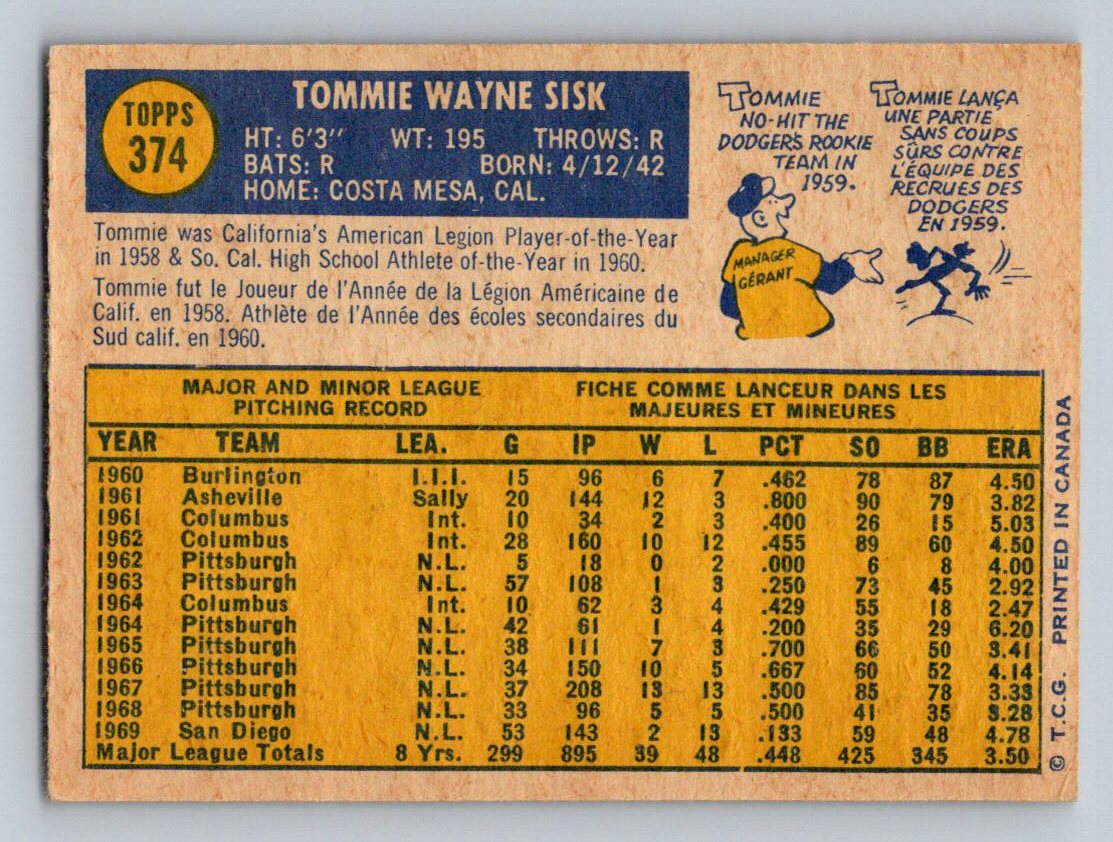 TOPPS
374
TOMMIE WAYNE SISK
HT: 6'3" WT: 195 THROWS: R
BATS: R BORN: 4/12/42
HOME: COSTA MESA, CAL.
TOMMIE
NO-HIT THE
DODGERS ROOKIE
TEAM IN
1959.
TOMMIE LANÇA
UNE PARTIE
SANS COUPS
SÛRS CONTRE
L'ÉQUIPE DES
RECRUES DES
DODGERS
EN 1959.
MANAGER
GÉRANT
Tommie was California's American Legion Player-of-the-Year
in 1958 & So. Cal. High School Athlete of-the-Year in 1960.
Tommie fut le Joueur de l'Année de la Légion Américaine de
Calif. en 1958. Athlète de l'Année des écoles secondaires du
Sud calif. en 1960.
MAJOR AND MINOR LEAGUE
PITCHING RECORD
FICHE COMME LANCEUR DANS LES
MAJEURES ET MINEURES
YEAR TEAM LEA. G IP W L PCT SO BB ERA
1960 Burlington I.I.I. 15 96 6 7 .462 78 87 4.50
1961 Asheville Sally 20 144 12 3 .800 90 79 3.82
1961 Columbus Int. 10 34 2 3 .400 26 15 5.03
1962 Columbus Int. 28 160 10 12 .455 89 60 4.50
1962 Pittsburgh N.L. 5 18 0 2 .000 6 8 4.00
1963 Pittsburgh N.L. 57 108 1 3 .250 73 45 2.92
1964 Columbus Int. 10 62 3 4 .429 55 18 2.47
1964 Pittsburgh N.L. 42 61 1 4 .200 35 29 6.20
1965 Pittsburgh N.L. 38 111 7 3 .700 66 50 3.41
1966 Pittsburgh N.L. 34 150 10 5 .667 60 52 4.14
1967 Pittsburgh N.L. 37 208 13 13 .500 85 78 3.33
1968 Pittsburgh N.L. 33 96 5 5 .500 41 35 3.28
1969 San Diego N.L. 53 143 2 13 .133 59 48 4.78
Major League Totals 8 Yrs. 299 895 39 48 .448 425 345 3.50
© T.C.G. PRINTED IN CANADA